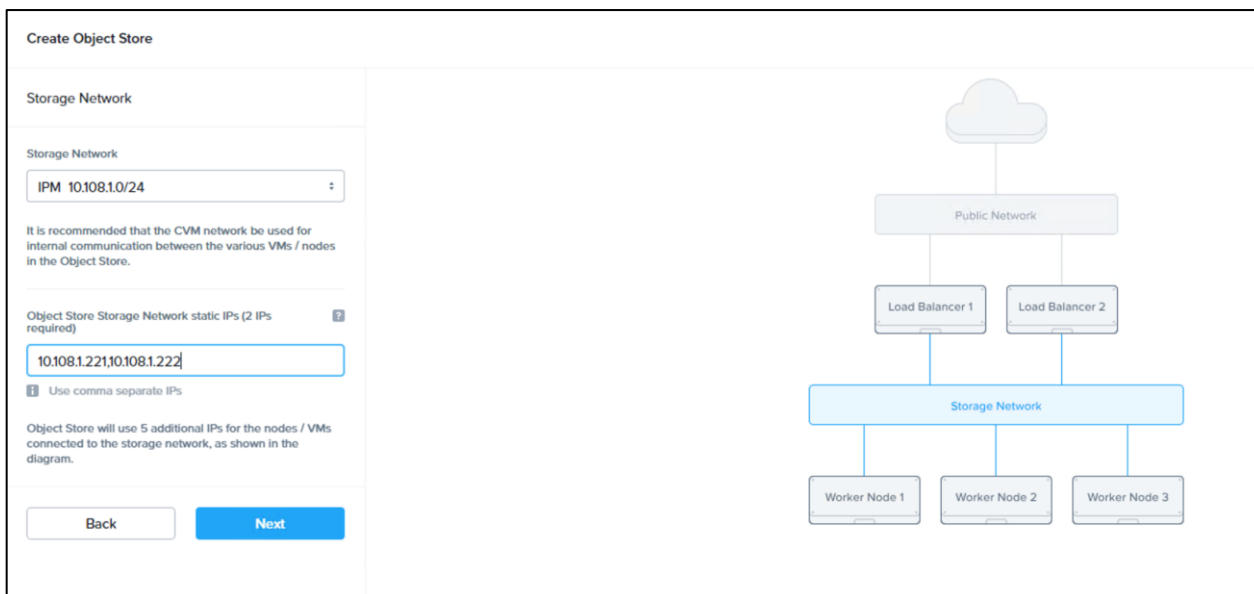 Create Object Store
Storage Network
Storage Network
IPM 10.108.1.0/24
It is recommended that the CVM network be used for
internal communication between the various VMs / nodes
in the Object Store.
Object Store Storage Network static IPs (2 IPs
required)
?
10.108.1.221,10.108.1.222
i Use comma separate IPs
Object Store will use 5 additional IPs for the nodes / VMs
connected to the storage network, as shown in the
diagram.
Back Next
Public Network
Load Balancer 1 Load Balancer 2
Storage Network
Worker Node 1 Worker Node 2 Worker Node 3